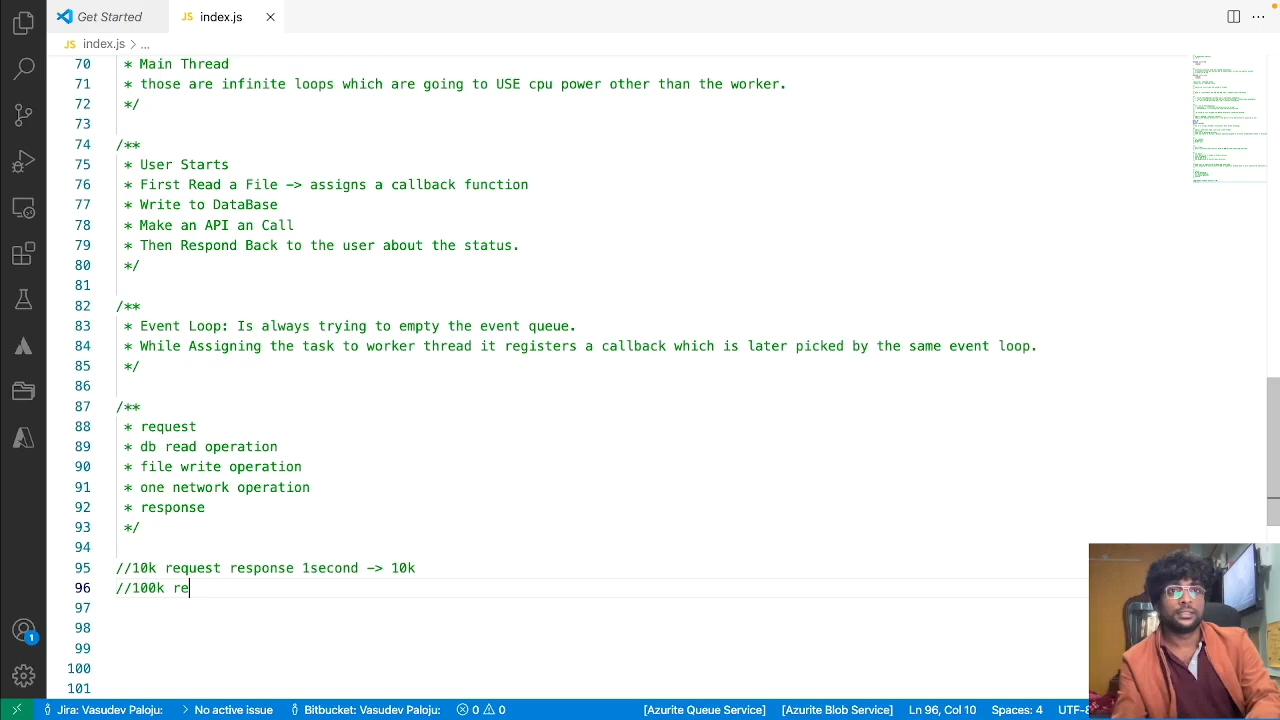 Get Started
JS index.js
JS index.js > ...
70 * Main Thread
71 * those are infinite loops which are going to eat cpu power other than the worker.
72 */
73
74 /**
75 * User Starts
76 * First Read a File -> assigns a callback function
77 * Write to DataBase
78 * Make an API an Call
79 * Then Respond Back to the user about the status.
80 */
81
82 /**
83 * Event Loop: Is always trying to empty the event queue.
84 * While Assigning the task to worker thread it registers a callback which is later picked by the same event loop.
85 */
86
87 /**
88 * request
89 * db read operation
90 * file write operation
91 * one network operation
92 * response
93 */
94
95 //10k request response 1second -> 10k
96 //100k re
97
98
99
100
101
1
Jira: Vasudev Paloju: > No active issue Bitbucket: Vasudev Paloju: 0 0 [Azurite Queue Service] [Azurite Blob Service] Ln 96, Col 10 Spaces: 4 UTF-8